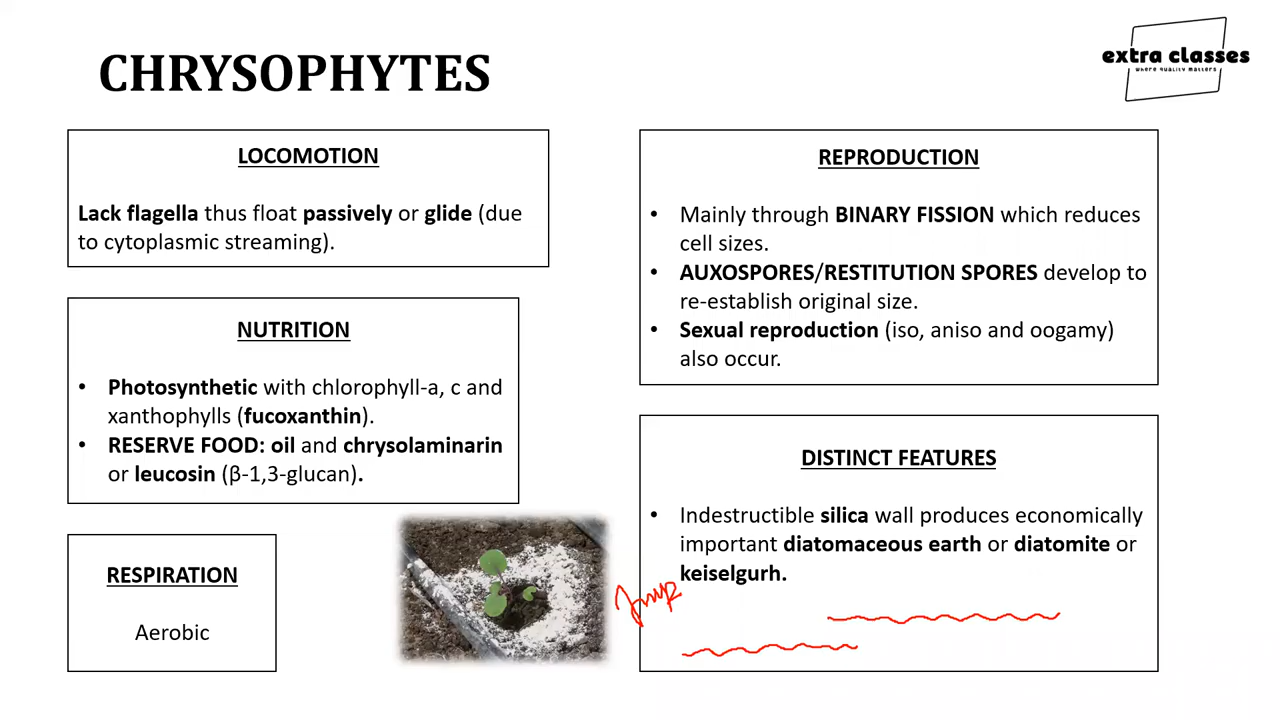 CHRYSOPHYTES
extra classes
where quality matters
LOCOMOTION
Lack flagella thus float passively or glide (due
to cytoplasmic streaming).
NUTRITION
• Photosynthetic with chlorophyll-a, c and
xanthophylls (fucoxanthin).
• RESERVE FOOD: oil and chrysolaminarin
or leucosin (β-1,3-glucan).
RESPIRATION
Aerobic
REPRODUCTION
• Mainly through BINARY FISSION which reduces
cell sizes.
• AUXOSPORES/RESTITUTION SPORES develop to
re-establish original size.
• Sexual reproduction (iso, aniso and oogamy)
also occur.
DISTINCT FEATURES
• Indestructible silica wall produces economically
important diatomaceous earth or diatomite or
keiselgurh.
Imp